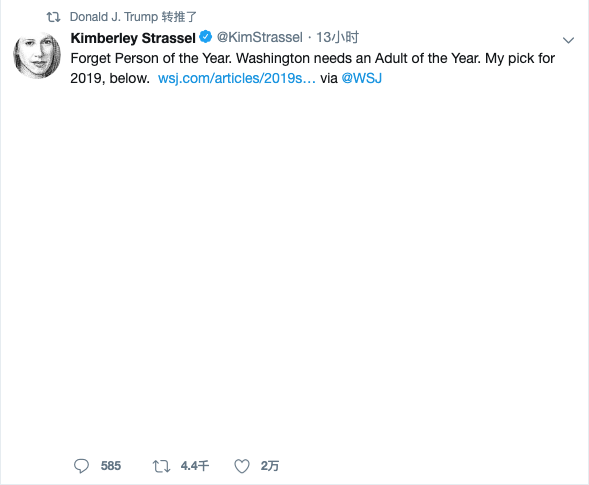 Donald J. Trump 转推了
Kimberley Strassel @KimStrassel · 13小时
Forget Person of the Year. Washington needs an Adult of the Year. My pick for
2019, below. wsj.com/articles/2019s… via @WSJ
585 4.4千 2万